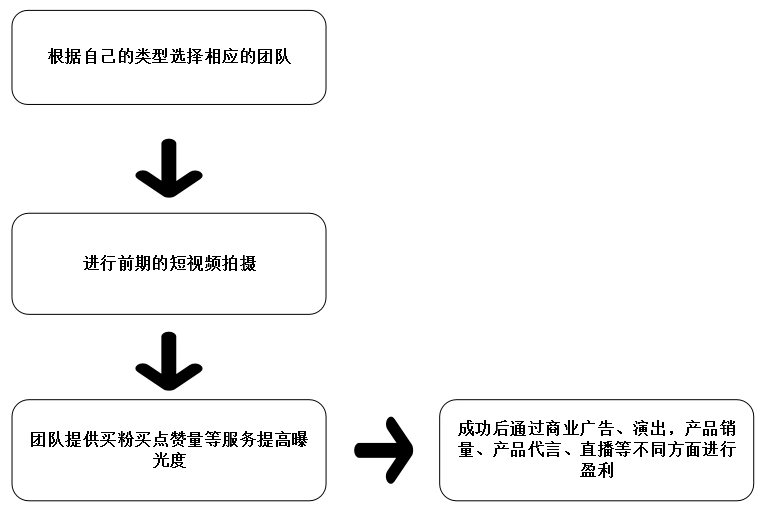 根据自己的类型选择相应的团队
进行前期的短视频拍摄
团队提供买粉买点赞量等服务提高曝
光度
成功后通过商业广告、演出，产品销
量、产品代言、直播等不同方面进行
盈利